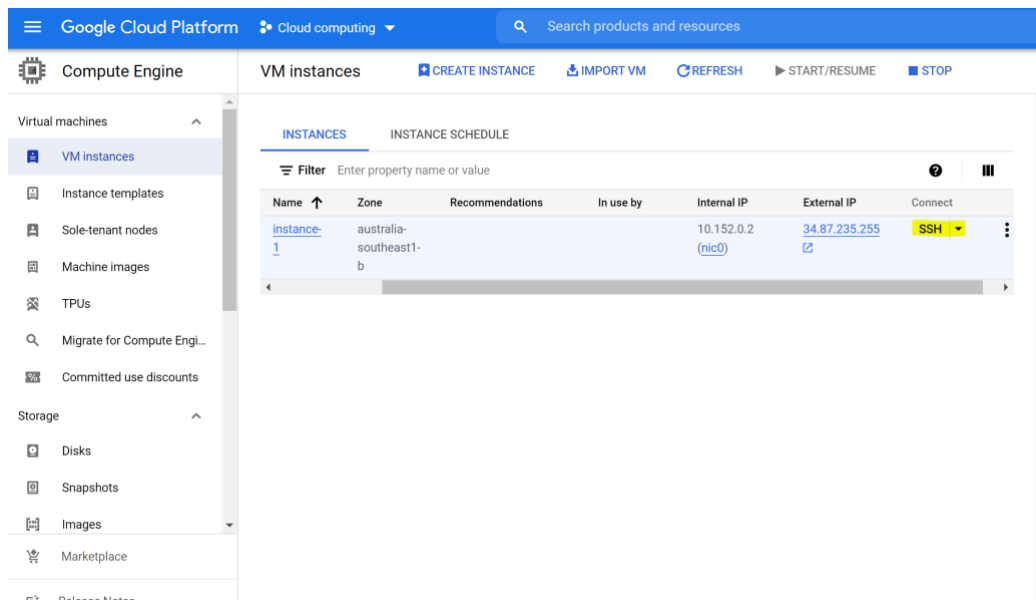 Google Cloud Platform
Cloud computing
Search products and resources
Compute Engine
VM instances
CREATE INSTANCE
IMPORT VM
REFRESH
START/RESUME
STOP
Virtual machines
VM instances
Instance templates
Sole-tenant nodes
Machine images
TPUs
Migrate for Compute Engi...
Committed use discounts
Storage
Disks
Snapshots
Images
Marketplace
Release Notes
INSTANCES
INSTANCE SCHEDULE
Filter Enter property name or value
Name Zone Recommendations In use by Internal IP External IP Connect
instance- australia- 10.152.0.2 34.87.235.255 SSH
1 southeast1- (nic0)
b